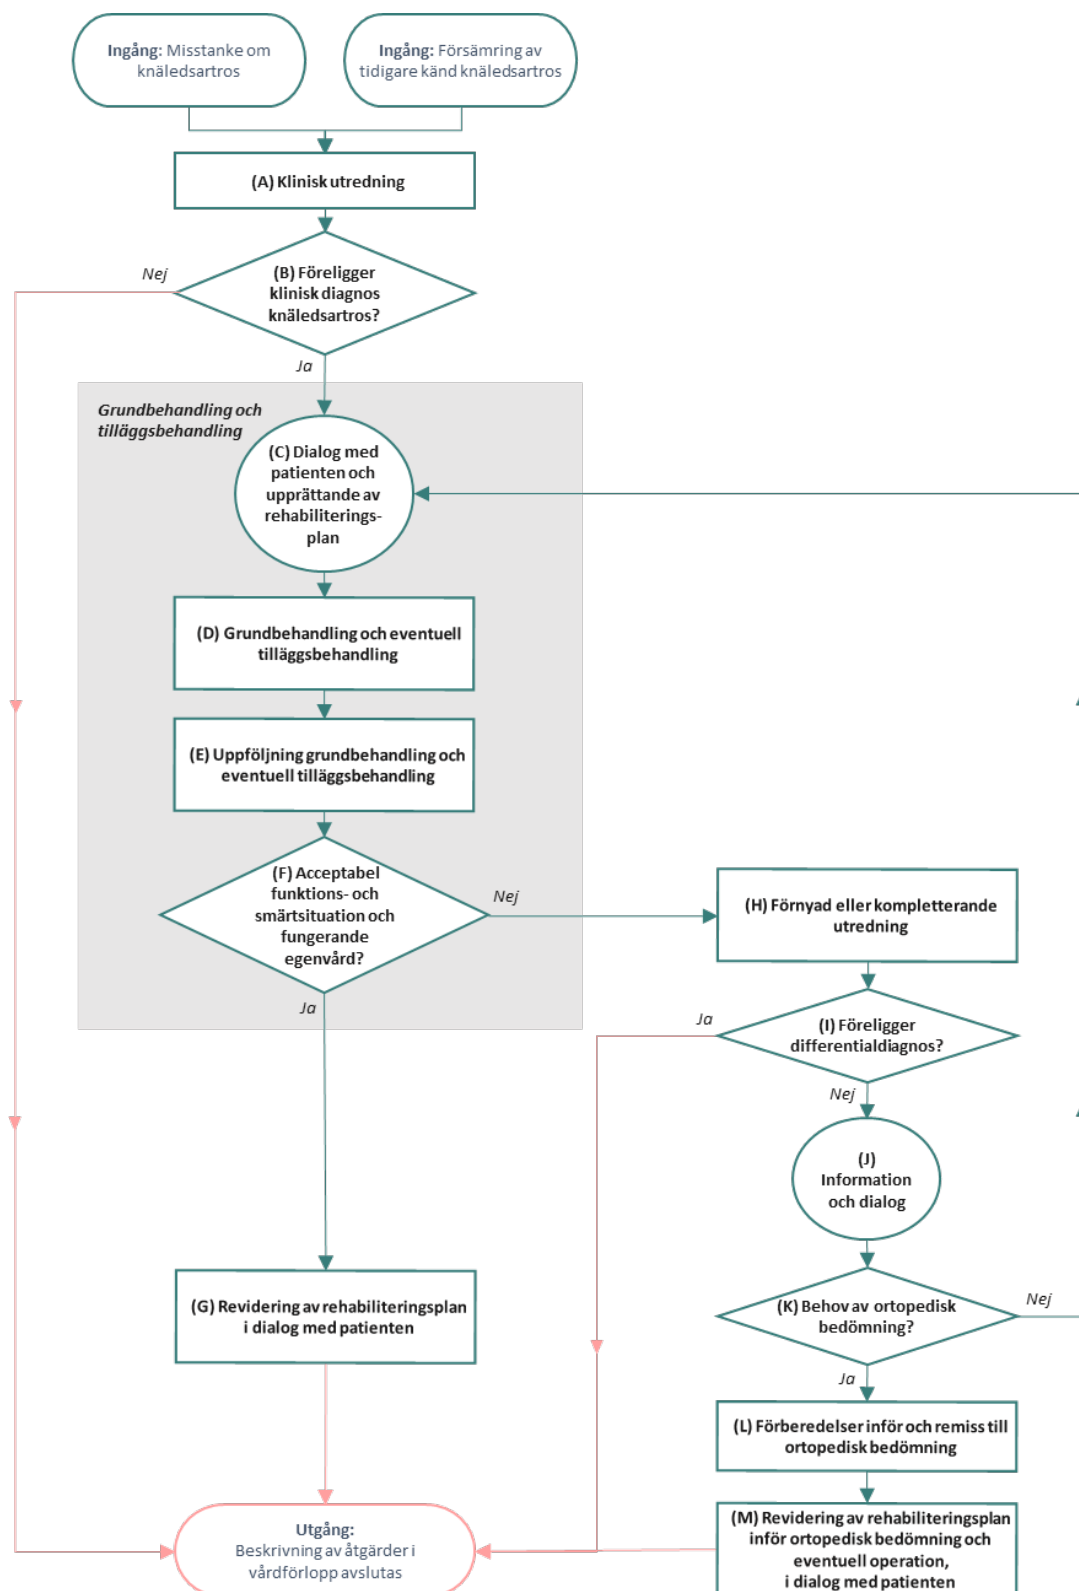 Ingång: Misstanke om
knäledsartros
Ingång: Försämring av
tidigare känd knäledsartros
(A) Klinisk utredning
Nej
(B) Föreligger
klinisk diagnos
knäledsartros?
Ja
Grundbehandling och
tilläggsbehandling
(C) Dialog med
patienten och
upprättande av
rehabiliterings-
plan
(D) Grundbehandling och eventuell
tilläggsbehandling
(E) Uppföljning grundbehandling och
eventuell tilläggsbehandling
(F) Acceptabel
funktions- och
smärtsituation och
fungerande
egenvård?
Nej
Ja
(H) Förnyad eller kompletterande
utredning
Ja
(I) Föreligger
differentialdiagnos?
Nej
(J)
Information
och dialog
(G) Revidering av rehabiliteringsplan
i dialog med patienten
(K) Behov av ortopedisk
bedömning?
Nej
Ja
(L) Förberedelser inför och remiss till
ortopedisk bedömning
(M) Revidering av rehabiliteringsplan
inför ortopedisk bedömning och
eventuell operation,
i dialog med patienten
Utgång:
Beskrivning av åtgärder i
vårdförlopp avslutas